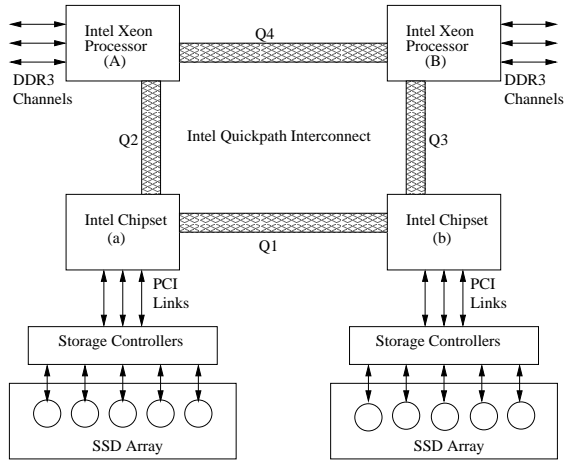 Intel Xeon
Processor
(A)
Q4
Intel Xeon
Processor
(B)
DDR3
Channels
DDR3
Channels
Q2
Intel Quickpath Interconnect
Q3
Intel Chipset
(a)
Q1
Intel Chipset
(b)
PCI
Links
PCI
Links
Storage Controllers
Storage Controllers
SSD Array
SSD Array